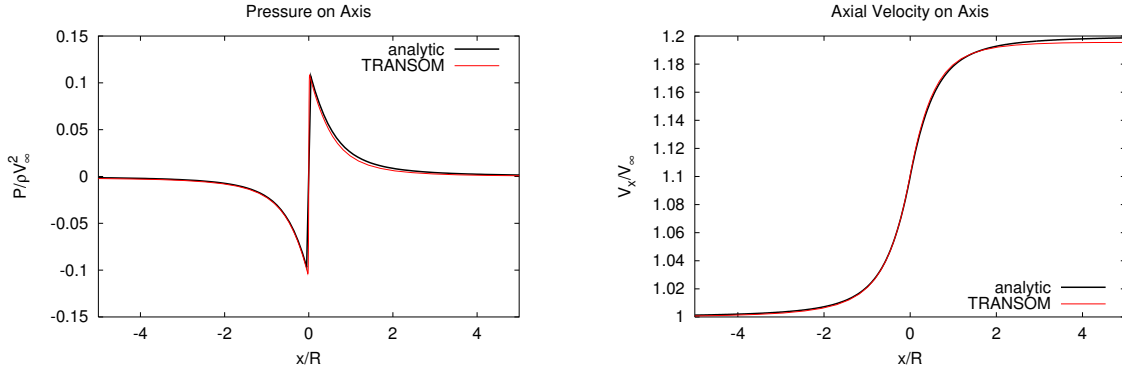 Pressure on Axis
0.15
0.1
0.05
0
-0.05
-0.1
-0.15
-4
-2
0
2
4
P/ρV∞²
x/R
analytic
TRANSOM
Axial Velocity on Axis
1.2
1.18
1.16
1.14
1.12
1.10
1.08
1.06
1.04
1.02
1
-4
-2
0
2
4
Vx/V∞
x/R
analytic
TRANSOM